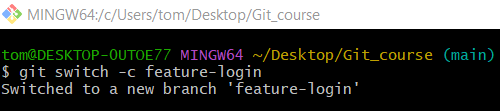 MINGW64:/c/Users/tom/Desktop/Git_course
tom@DESKTOP-OUTOE77 MINGW64 ~/Desktop/Git_course (main)
$ git switch -c feature-login
Switched to a new branch 'feature-login'